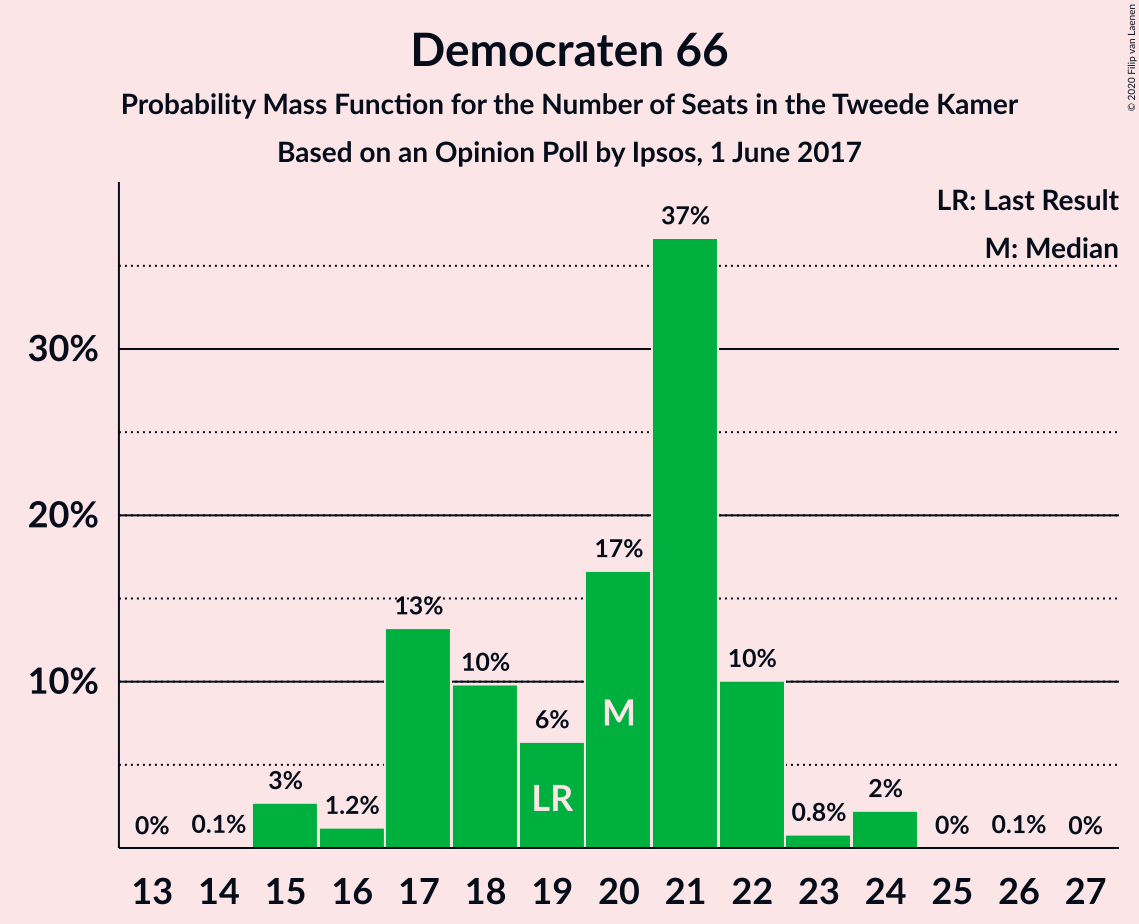 Democraten 66
Probability Mass Function for the Number of Seats in the Tweede Kamer
Based on an Opinion Poll by Ipsos, 1 June 2017
© 2020 Filip van Laenen
LR: Last Result
M: Median
30%
20%
10%
0%
0.1%
3%
1.2%
13%
10%
6%
17%
37%
10%
0.8%
2%
0%
0.1%
0%
LR
M
13 14 15 16 17 18 19 20 21 22 23 24 25 26 27